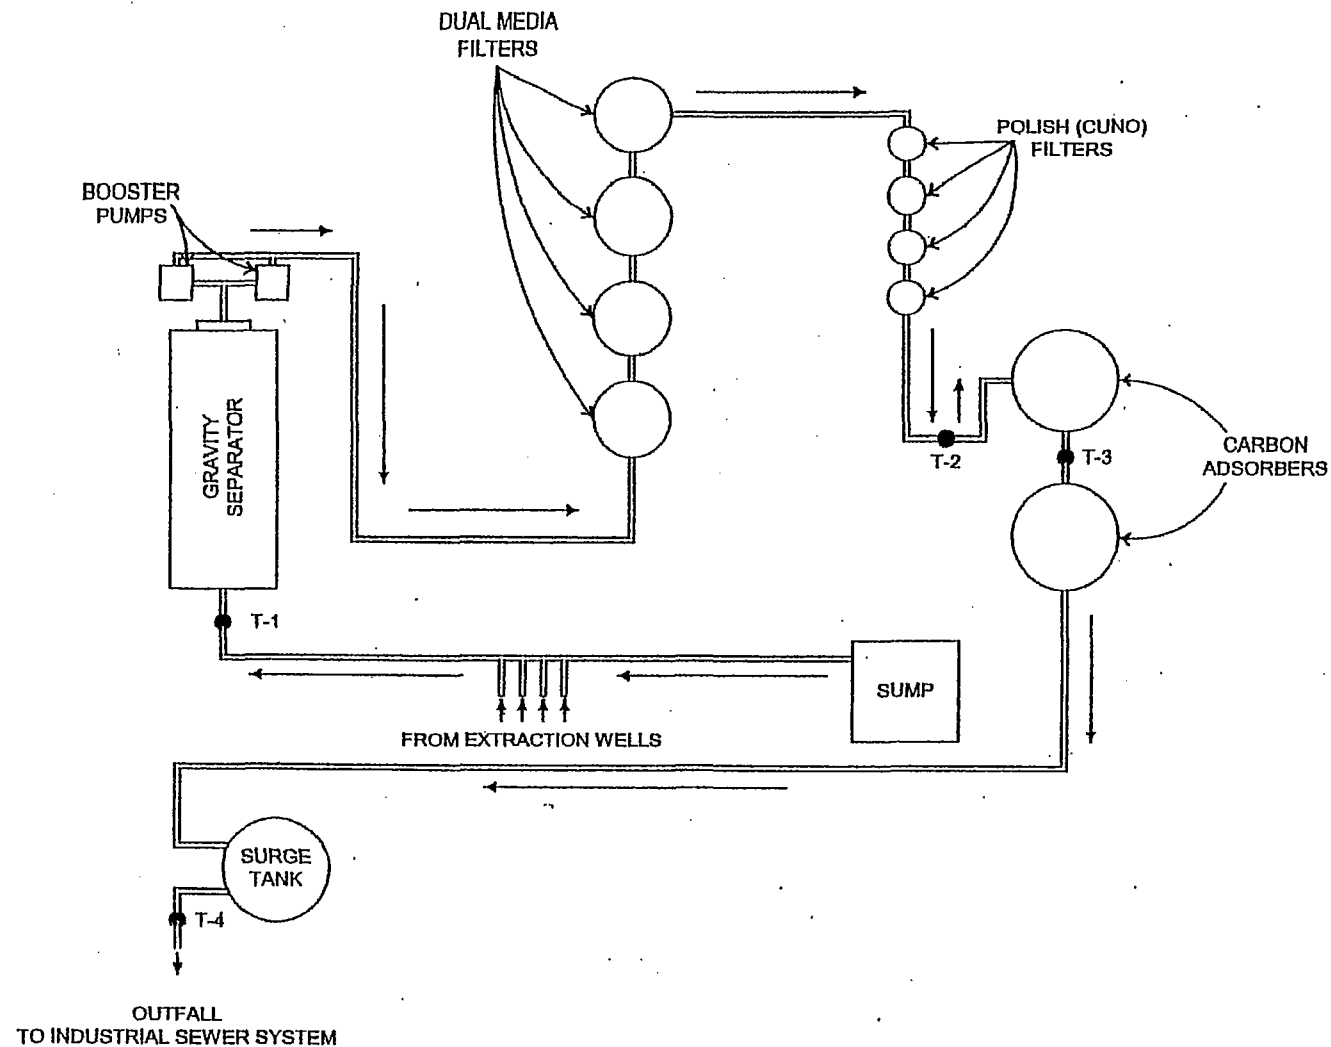 DUAL MEDIA
FILTERS
POLISH (CUNO)
FILTERS
BOOSTER
PUMPS
GRAVITY
SEPARATOR
T-2
T-3
CARBON
ADSORBERS
T-1
SUMP
FROM EXTRACTION WELLS
SURGE
TANK
T-4
OUTFALL
TO INDUSTRIAL SEWER SYSTEM